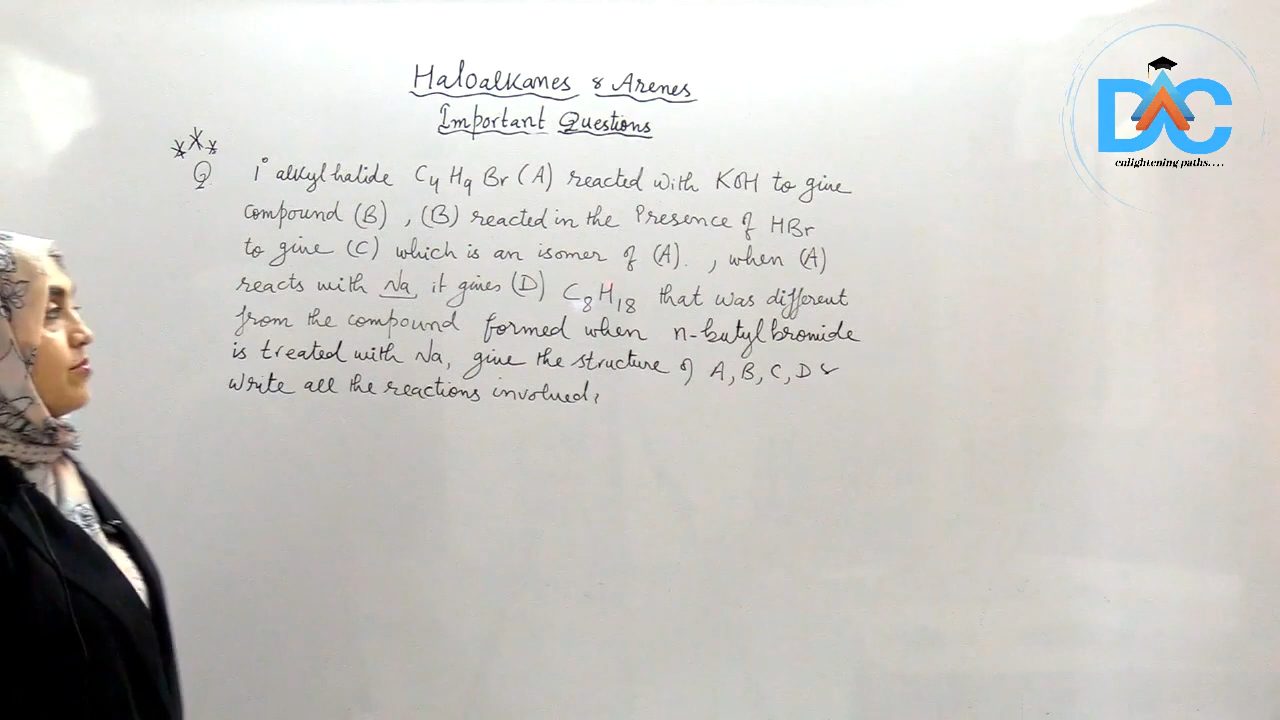 Haloalkanes & Arenes
Important Questions
Q 1° alkyl halide C4H9Br (A) reacted with KOH to give
compound (B), (B) reacted in the Presence of HBr
to give (C) which is an isomer of (A). , when (A)
reacts with Na it gives (D) C8H18 that was different
from the compound formed when n-butyl bromide
is treated with Na, give the structure of A, B, C, D &
Write all the reactions involved.
DAC
enlightening paths....